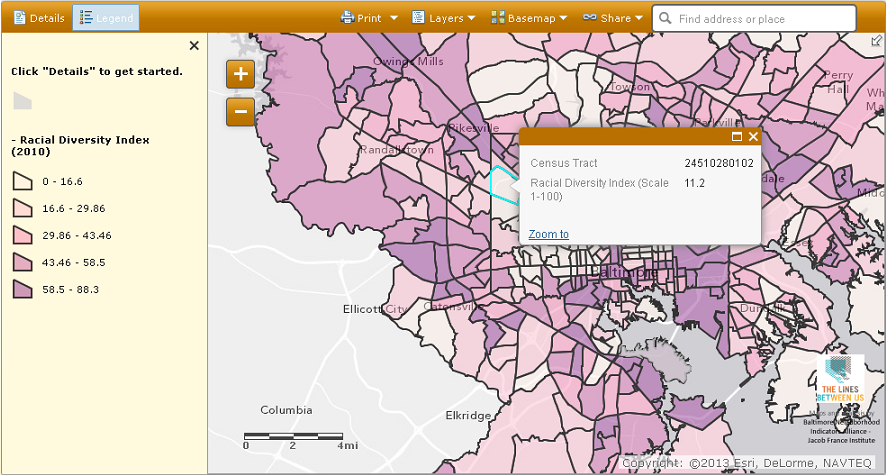 Details Legend Print Layers Basemap Share Find address or place
Click "Details" to get started.
- Racial Diversity Index
(2010)
0 - 16.6
16.6 - 29.86
29.86 - 43.46
43.46 - 58.5
58.5 - 88.3
+
−
Owings Mills
Towson
Perry
Hall
Pikesville
Parkville
Randallstown
Census Tract 24510280102
Racial Diversity Index (Scale 11.2
1-100)
Zoom to
dale
Essex
Baltimore
Ellicott City
Catonsville
Dundalk
Columbia
Elkridge
0 2 4mi
THE LINES
BETWEEN US
Maps and Analysis by
Baltimore Neighborhood
Indicators Alliance -
Jacob France Institute
Copyright: ©2013 Esri, DeLorme, NAVTEQ